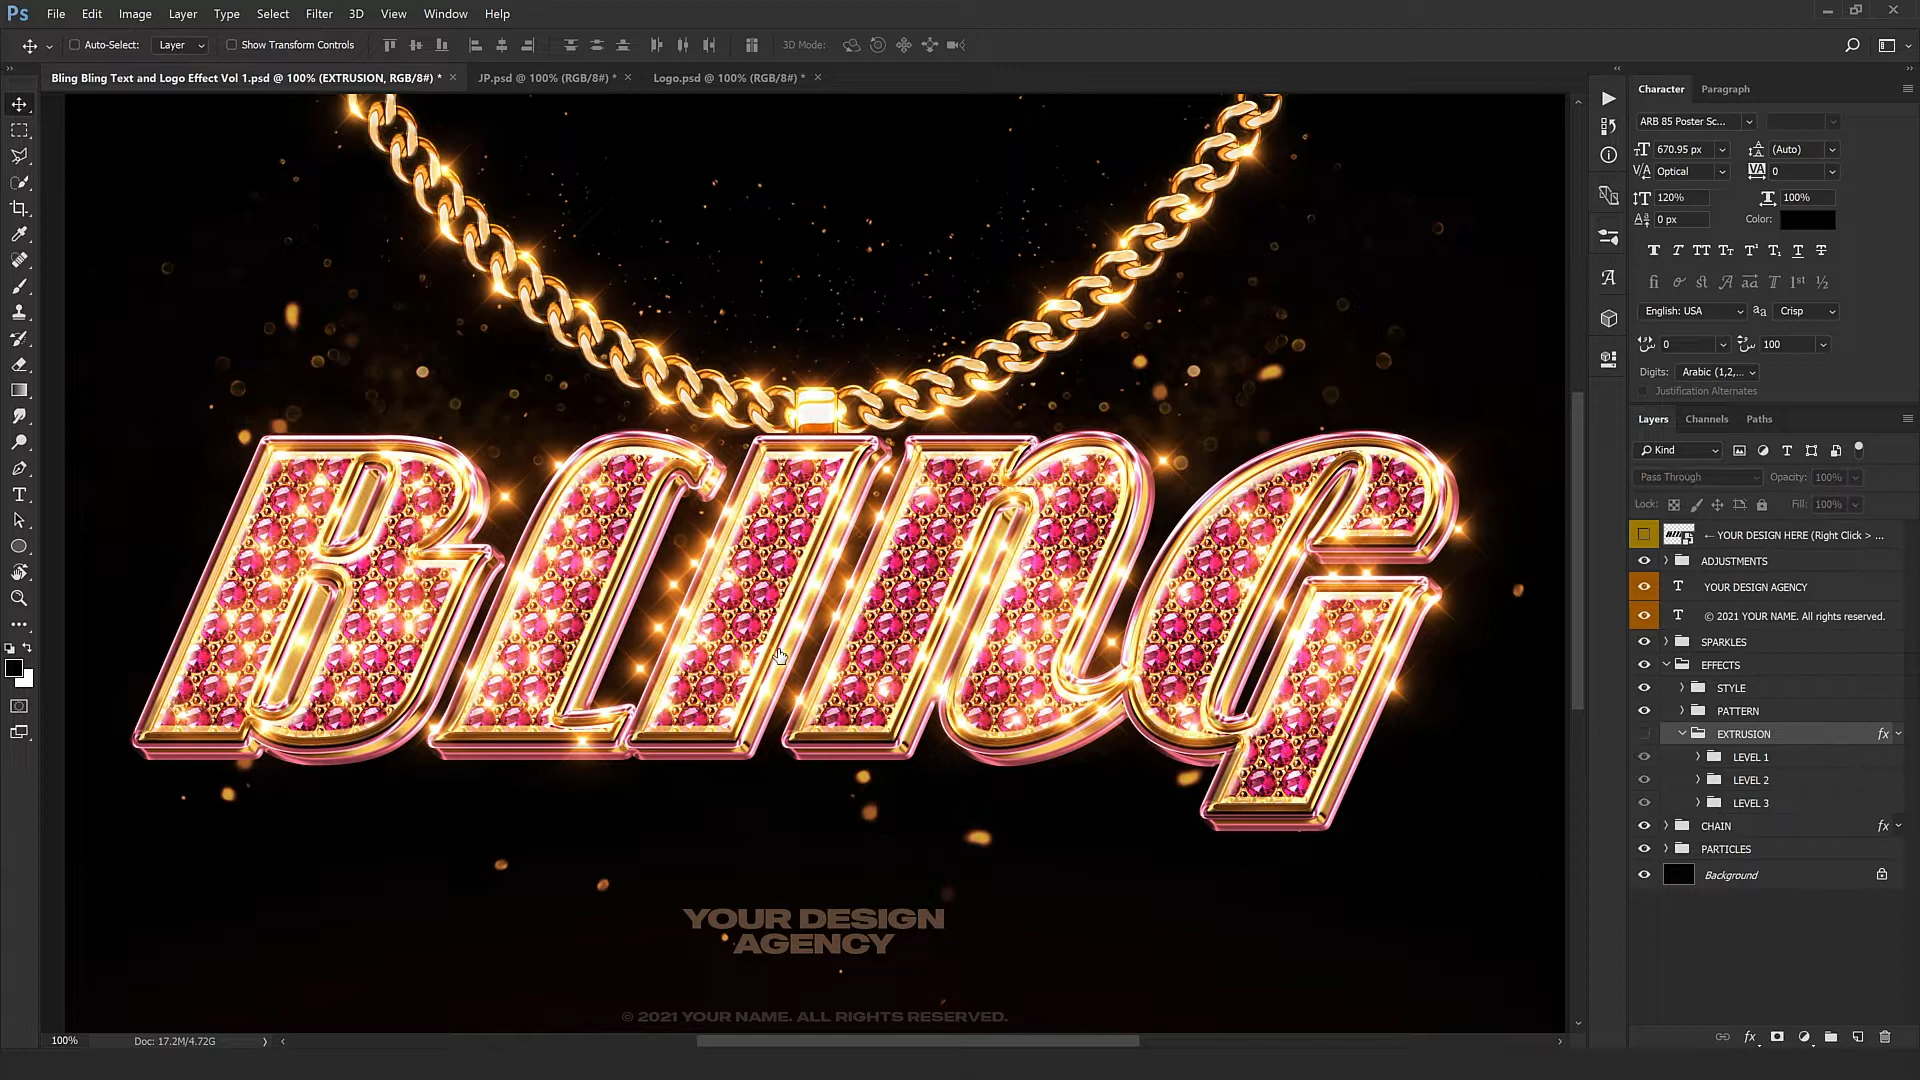 Ps File Edit Image Layer Type Select Filter 3D View Window Help
Auto-Select: Layer Show Transform Controls 3D Mode:
Bling Bling Text and Logo Effect Vol 1.psd @ 100% (EXTRUSION, RGB/8#) * × JP.psd @ 100% (RGB/8#) * × Logo.psd @ 100% (RGB/8#) * ×
Character Paragraph
ARB 85 Poster Sc...
670.95 px (Auto)
Optical 0
120% 100%
0 px Color:
English: USA aa Crisp
0 100
Digits: Arabic (1,2,...
Justification Alternates
Layers Channels Paths
Kind
Pass Through Opacity: 100%
Lock: Fill: 100%
← YOUR DESIGN HERE (Right Click > ...
ADJUSTMENTS
YOUR DESIGN AGENCY
© 2021 YOUR NAME. All rights reserved.
SPARKLES
EFFECTS
STYLE
PATTERN
EXTRUSION fx
LEVEL 1
LEVEL 2
LEVEL 3
CHAIN fx
PARTICLES
Background
BLING
YOUR DESIGN
AGENCY
© 2021 YOUR NAME. ALL RIGHTS RESERVED.
100% Doc: 17.2M/4.72G